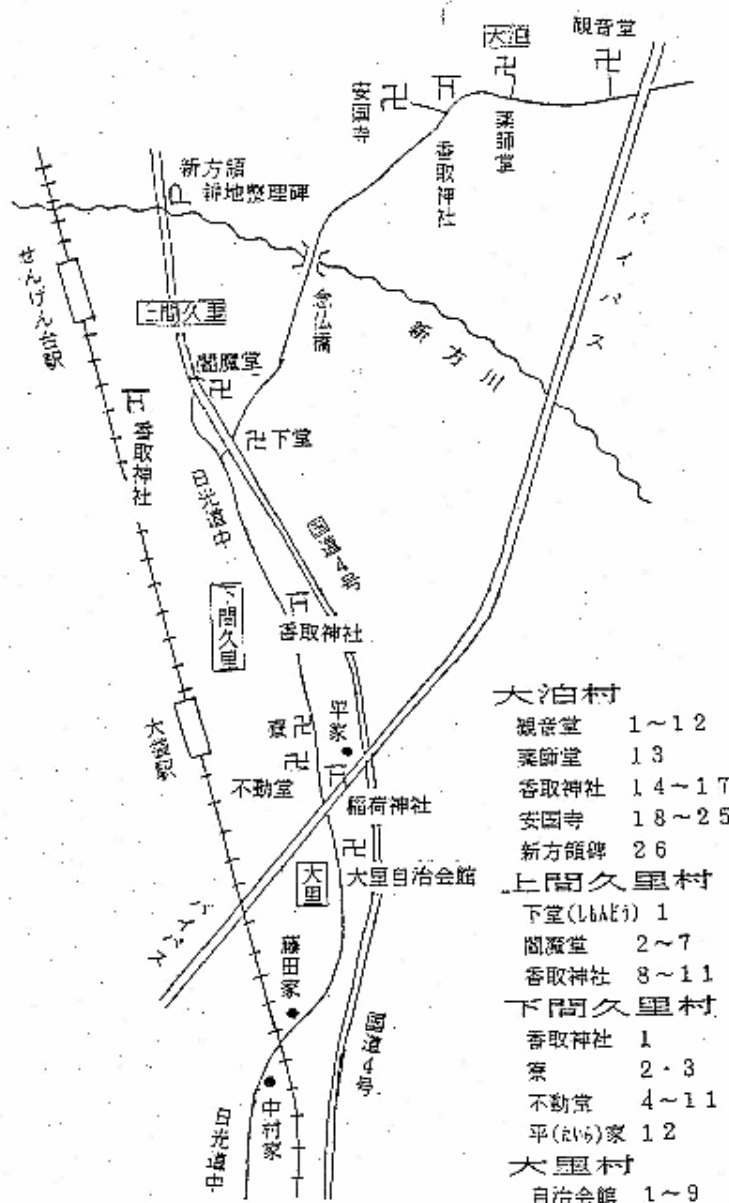 観音堂
大泊
薬師堂
香取神社
安国寺
新方領
耕地整理碑
せんげん台駅
上間久里
念仏橋
新方川
バイパス
閻魔堂
下堂
香取神社
日光道中
国道4号
下間久里
香取神社
大袋駅
寮
平家
不動堂
稲荷神社
大里
大里自治会館
バイパス
藤田家
国道4号
中村家
日光道中
大泊村
観音堂 1~12
薬師堂 13
香取神社 14~17
安国寺 18~25
新方領碑 26
上間久里村
下堂(しもんどう) 1
閻魔堂 2~7
香取神社 8~11
下間久里村
香取神社 1
寮 2・3
不動堂 4~11
平(たいら)家 12
大里村
自治会館 1~9